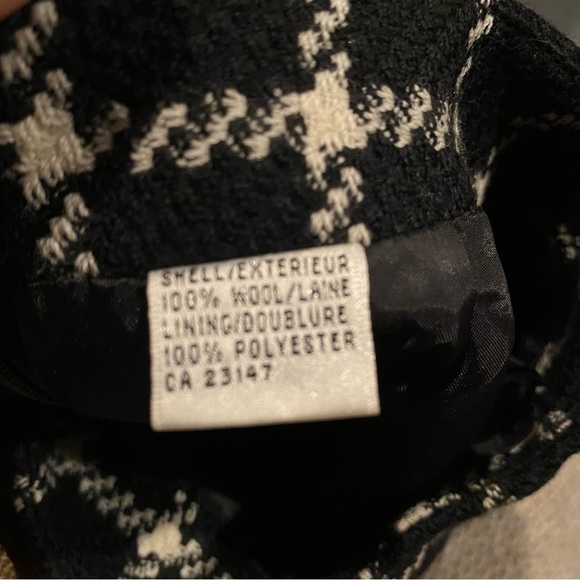 SHELL/EXTERIEUR
100% WOOL/LAINE
LINING/DOUBLURE
100% POLYESTER
CA 23147